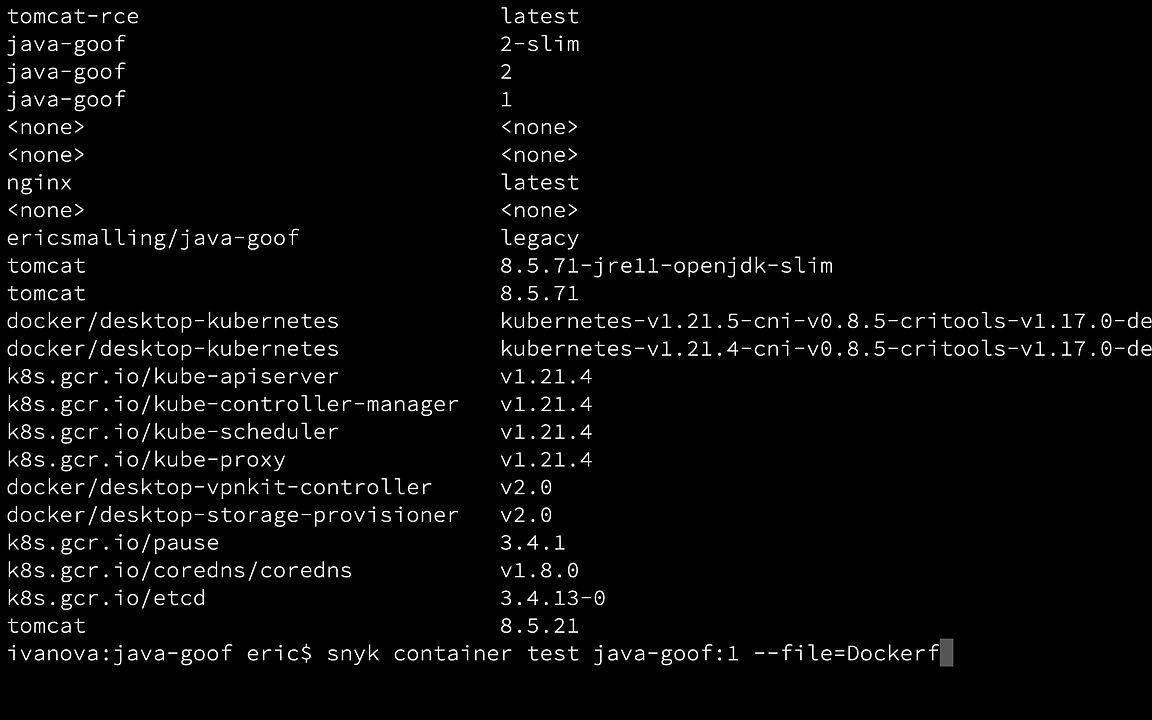 tomcat-rce latest
java-goof 2-slim
java-goof 2
java-goof 1
<none> <none>
<none> <none>
nginx latest
<none> <none>
ericsmalling/java-goof legacy
tomcat 8.5.71-jre11-openjdk-slim
tomcat 8.5.71
docker/desktop-kubernetes kubernetes-v1.21.5-cni-v0.8.5-critools-v1.17.0-de
docker/desktop-kubernetes kubernetes-v1.21.4-cni-v0.8.5-critools-v1.17.0-de
k8s.gcr.io/kube-apiserver v1.21.4
k8s.gcr.io/kube-controller-manager v1.21.4
k8s.gcr.io/kube-scheduler v1.21.4
k8s.gcr.io/kube-proxy v1.21.4
docker/desktop-vpnkit-controller v2.0
docker/desktop-storage-provisioner v2.0
k8s.gcr.io/pause 3.4.1
k8s.gcr.io/coredns/coredns v1.8.0
k8s.gcr.io/etcd 3.4.13-0
tomcat 8.5.21
ivanova:java-goof eric$ snyk container test java-goof:1 --file=Dockerf